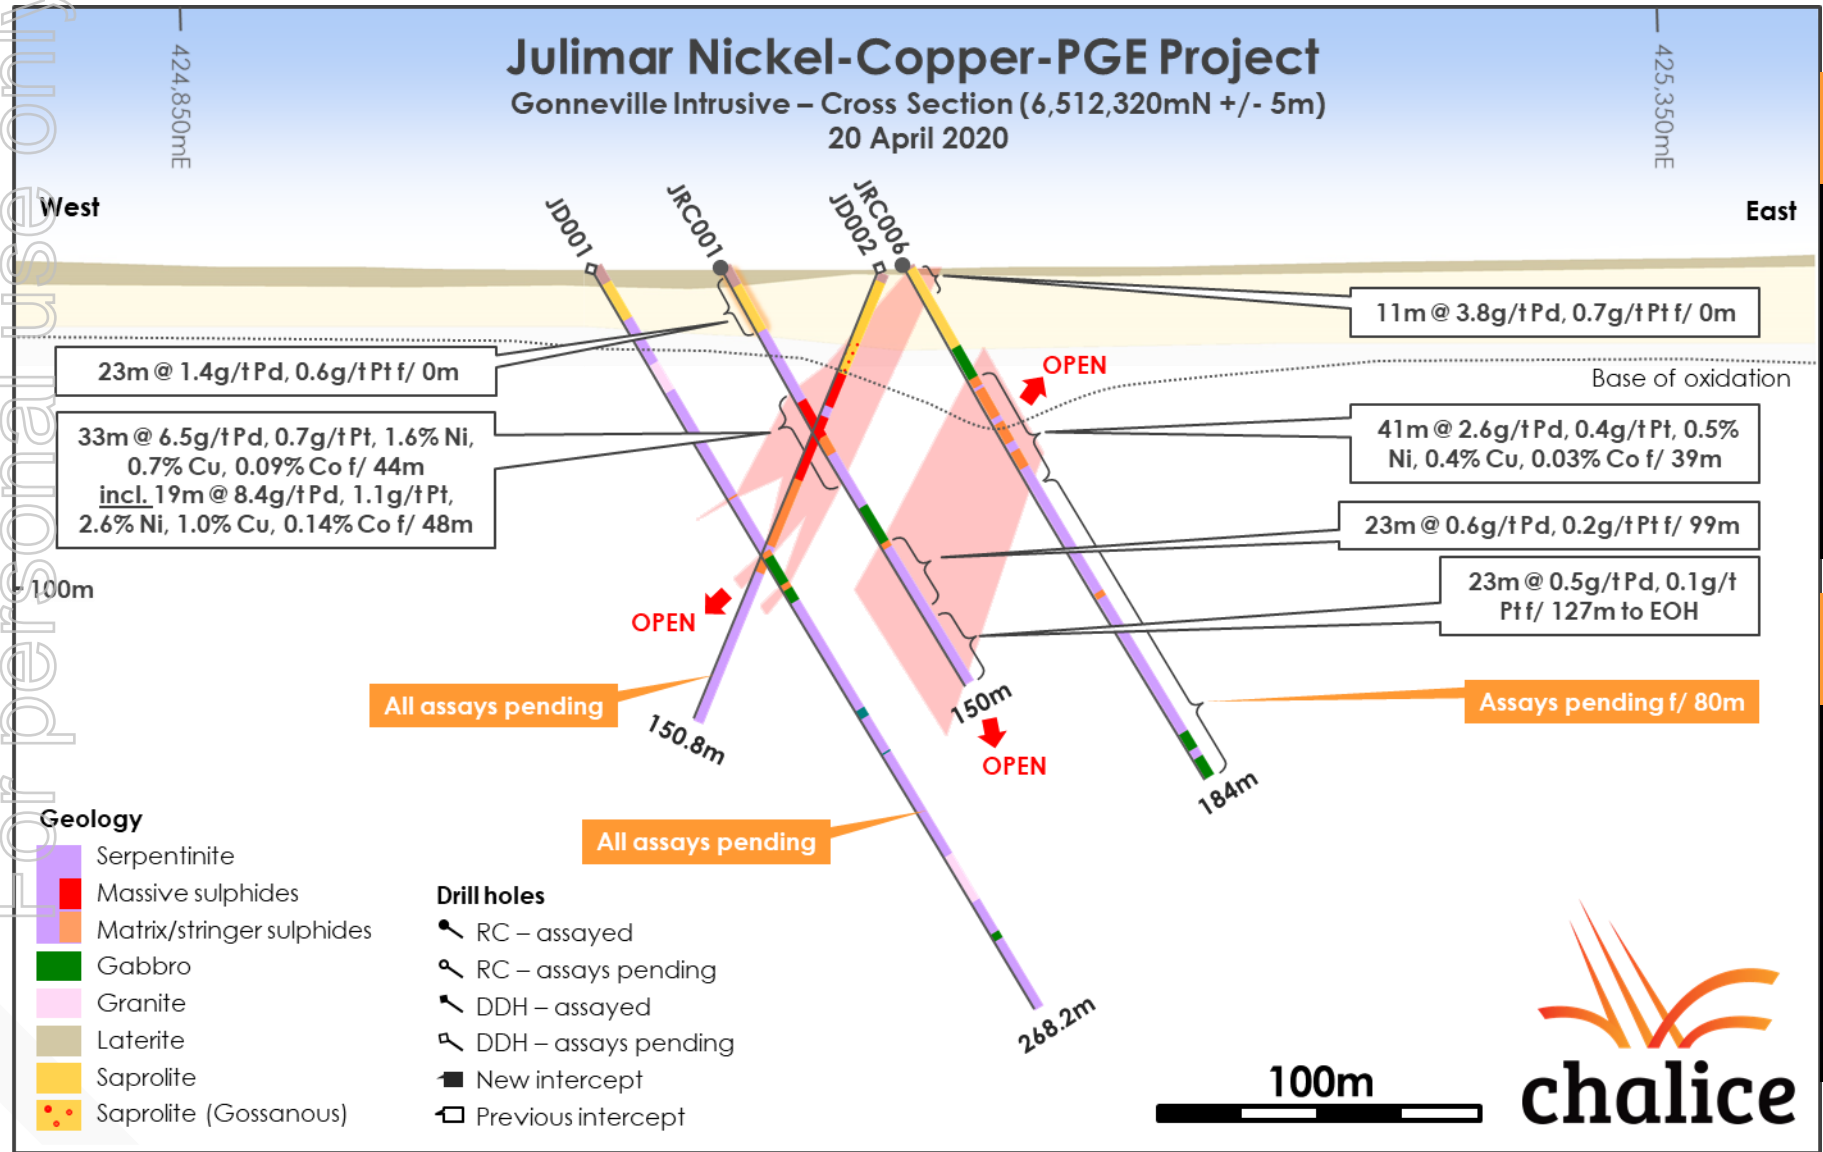 For personal use only
424,850mE
Julimar Nickel-Copper-PGE Project
Gonneville Intrusive – Cross Section (6,512,320mN +/- 5m)
20 April 2020
425,350mE
West
East
JD001
JRC001
JD002
JRC006
11m @ 3.8g/t Pd, 0.7g/t Pt f/ 0m
23m @ 1.4g/t Pd, 0.6g/t Pt f/ 0m
OPEN
Base of oxidation
33m @ 6.5g/t Pd, 0.7g/t Pt, 1.6% Ni,
0.7% Cu, 0.09% Co f/ 44m
incl. 19m @ 8.4g/t Pd, 1.1g/t Pt,
2.6% Ni, 1.0% Cu, 0.14% Co f/ 48m
41m @ 2.6g/t Pd, 0.4g/t Pt, 0.5%
Ni, 0.4% Cu, 0.03% Co f/ 39m
23m @ 0.6g/t Pd, 0.2g/t Pt f/ 99m
100m
23m @ 0.5g/t Pd, 0.1g/t
Pt f/ 127m to EOH
OPEN
All assays pending
150.8m
150m
OPEN
Assays pending f/ 80m
184m
All assays pending
268.2m
Geology
Serpentinite
Massive sulphides
Matrix/stringer sulphides
Gabbro
Granite
Laterite
Saprolite
Saprolite (Gossanous)
Drill holes
RC – assayed
RC – assays pending
DDH – assayed
DDH – assays pending
New intercept
Previous intercept
100m
chalice